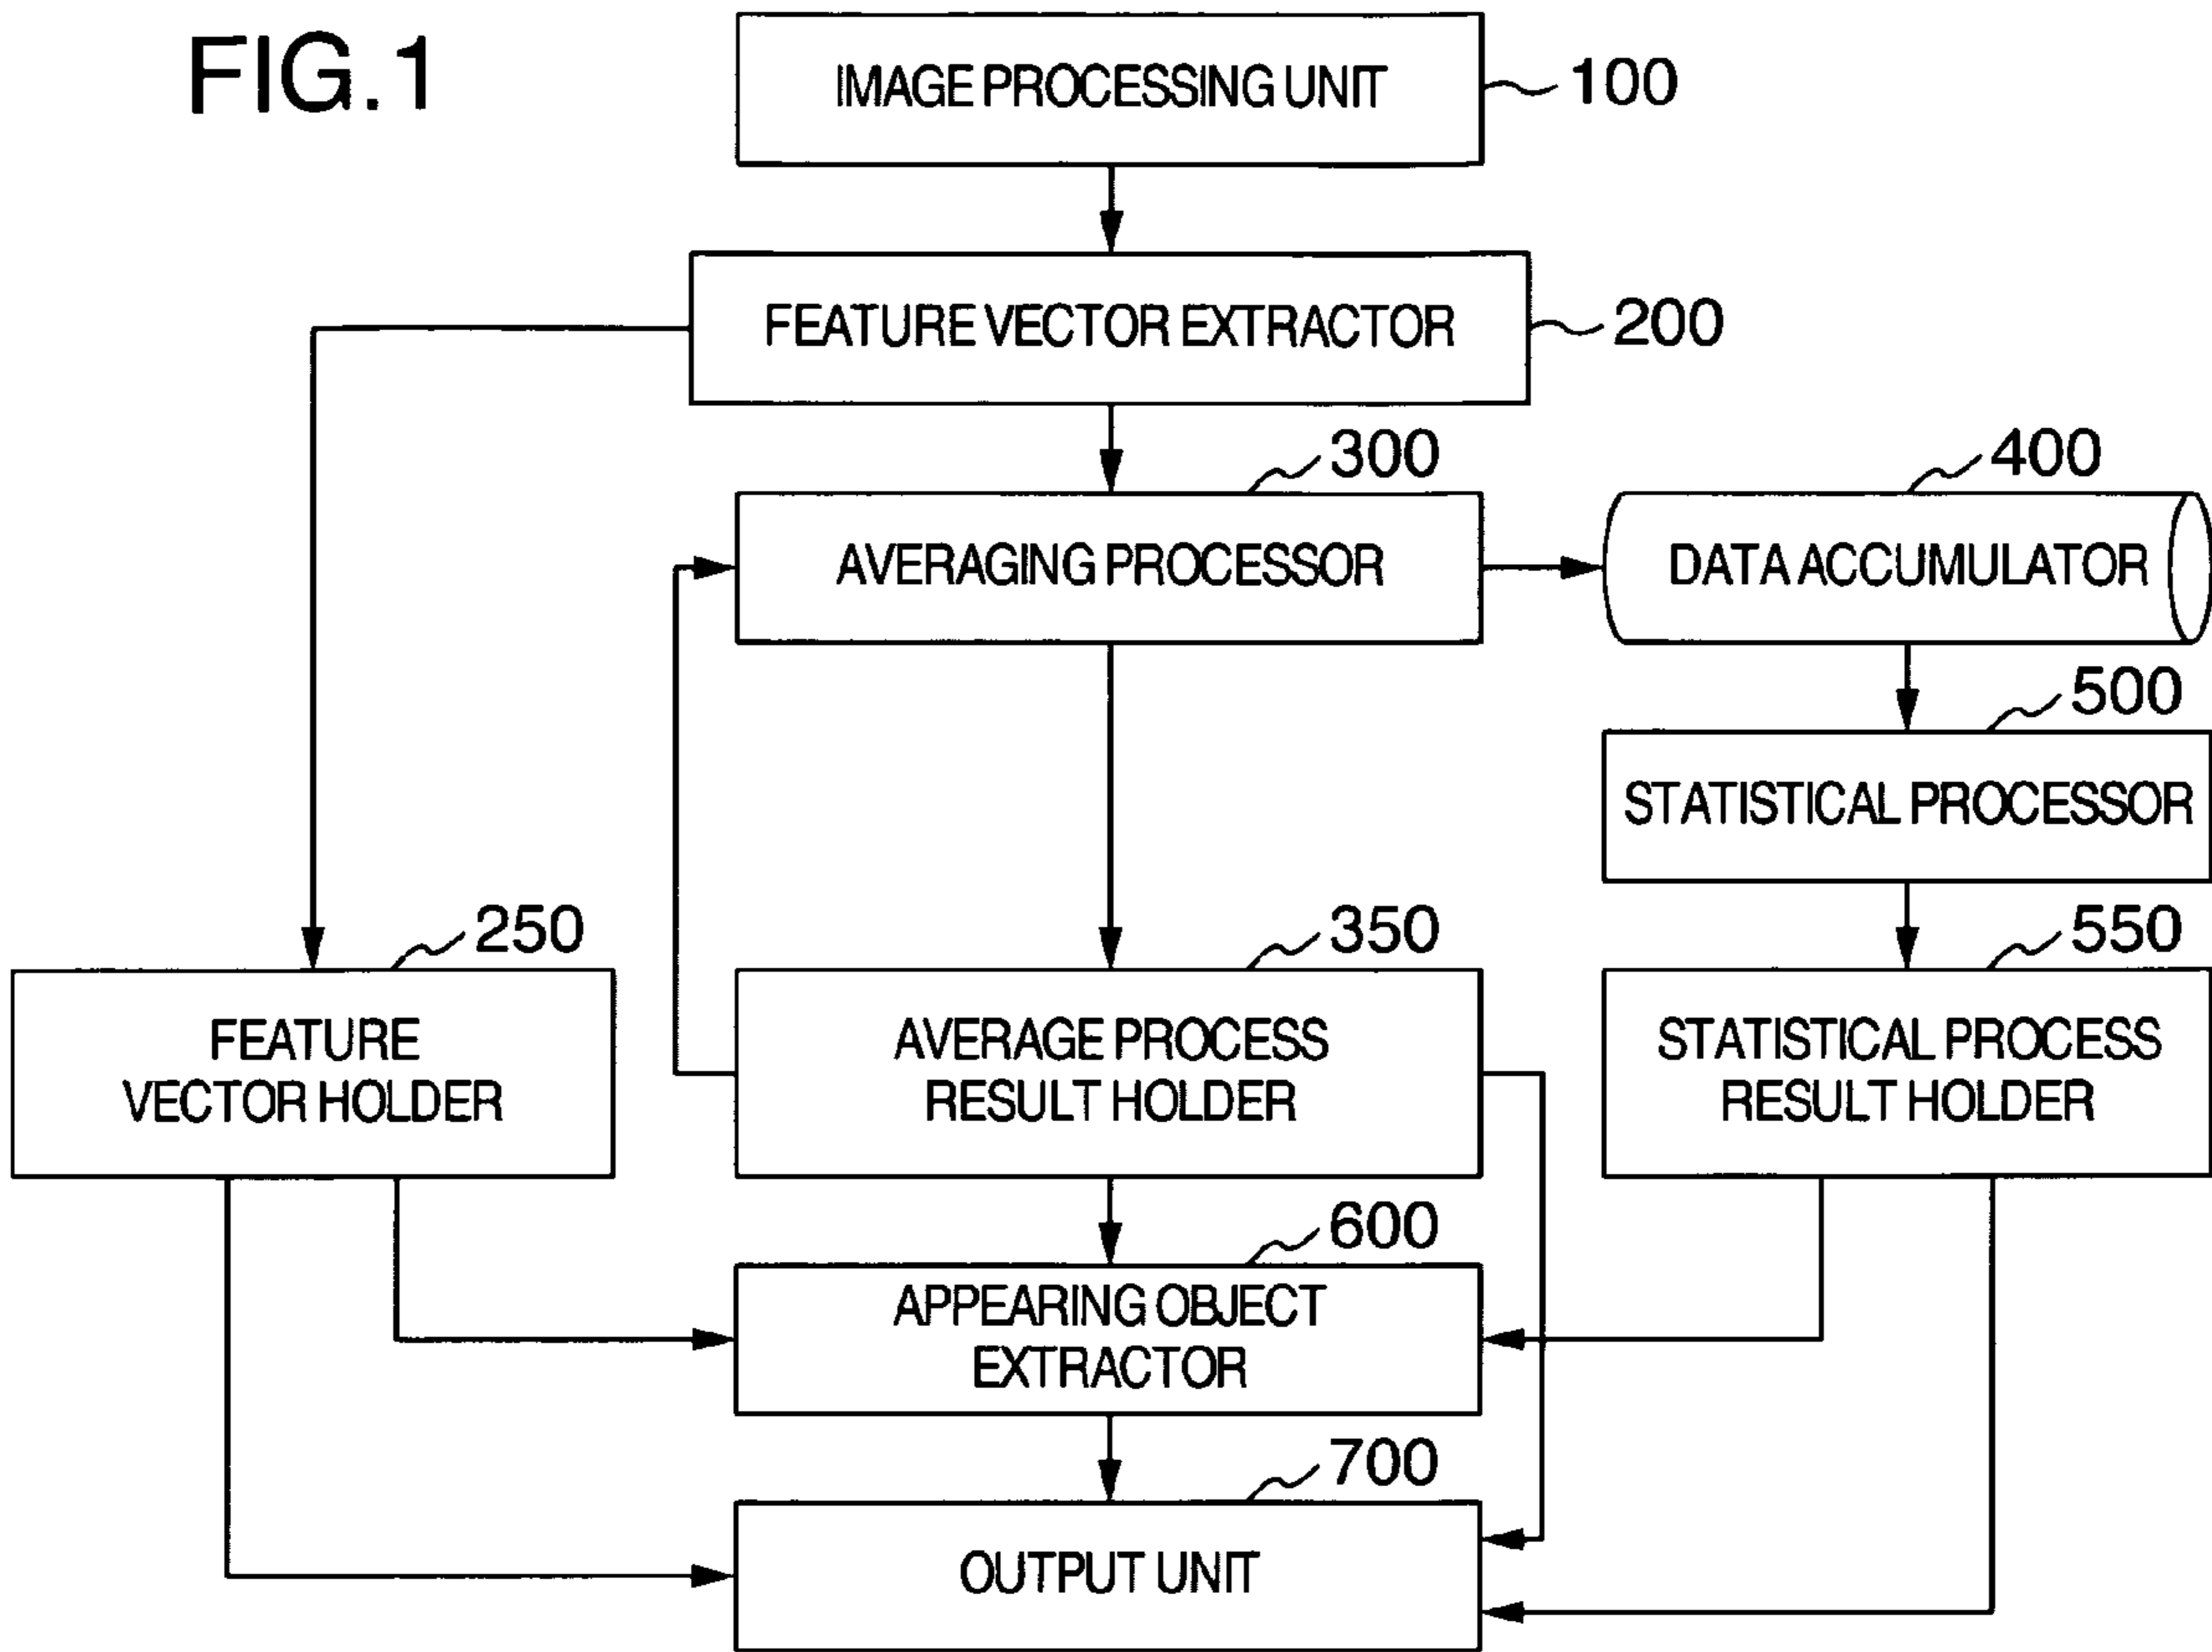 FIG.1
IMAGE PROCESSING UNIT
100
FEATURE VECTOR EXTRACTOR
200
300
400
AVERAGING PROCESSOR
DATA ACCUMULATOR
500
STATISTICAL PROCESSOR
250
350
550
FEATURE
VECTOR HOLDER
AVERAGE PROCESS
RESULT HOLDER
STATISTICAL PROCESS
RESULT HOLDER
600
APPEARING OBJECT
EXTRACTOR
700
OUTPUT UNIT